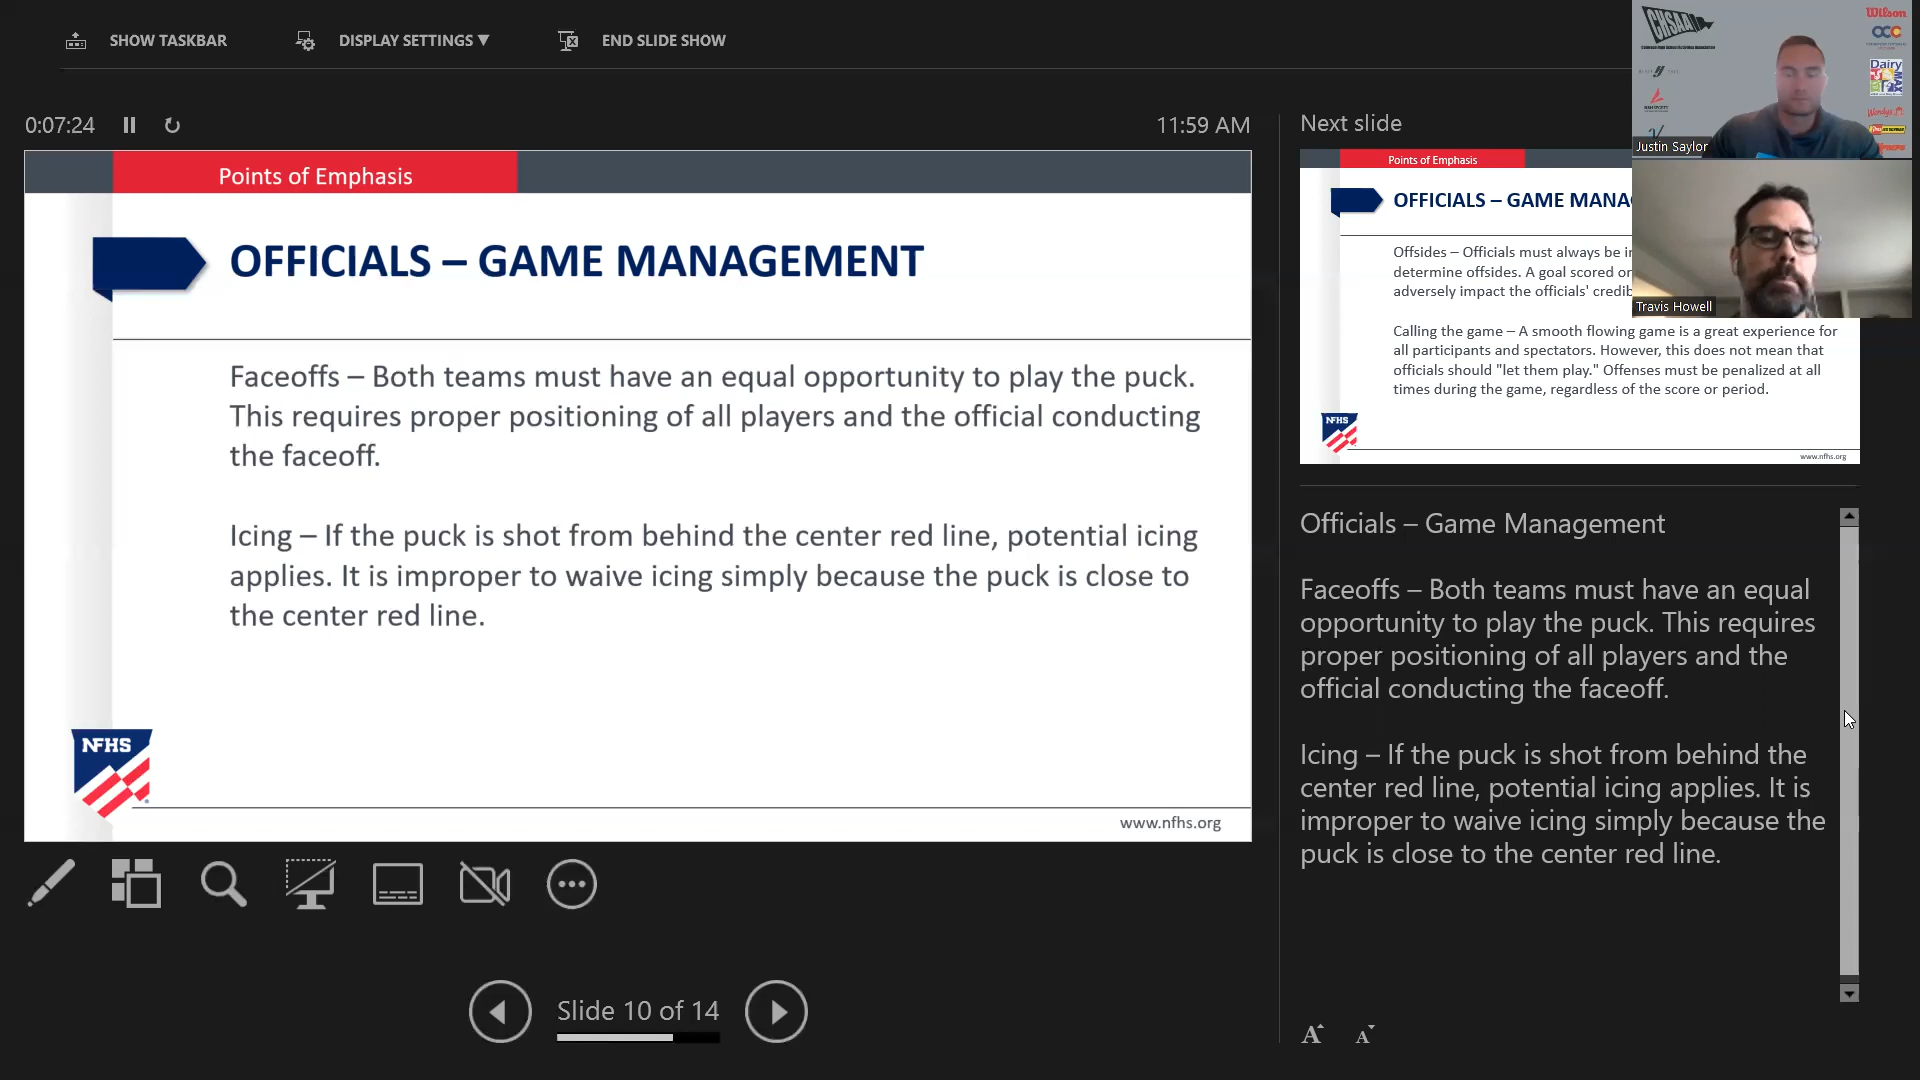 SHOW TASKBAR
DISPLAY SETTINGS ▼
END SLIDE SHOW
0:07:24
11:59 AM
Points of Emphasis
OFFICIALS – GAME MANAGEMENT
Faceoffs – Both teams must have an equal opportunity to play the puck.
This requires proper positioning of all players and the official conducting
the faceoff.
Icing – If the puck is shot from behind the center red line, potential icing
applies. It is improper to waive icing simply because the puck is close to
the center red line.
NFHS
www.nfhs.org
Slide 10 of 14
Next slide
Points of Emphasis
OFFICIALS – GAME MANA
Offsides – Officials must always be in
determine offsides. A goal scored on
adversely impact the officials' credib
Calling the game – A smooth flowing game is a great experience for
all participants and spectators. However, this does not mean that
officials should "let them play." Offenses must be penalized at all
times during the game, regardless of the score or period.
NFHS
www.nfhs.org
CHSAA
Wilson
Dairy
MAX
Wendy's
Justin Saylor
Travis Howell
Officials – Game Management
Faceoffs – Both teams must have an equal
opportunity to play the puck. This requires
proper positioning of all players and the
official conducting the faceoff.
Icing – If the puck is shot from behind the
center red line, potential icing applies. It is
improper to waive icing simply because the
puck is close to the center red line.
A A